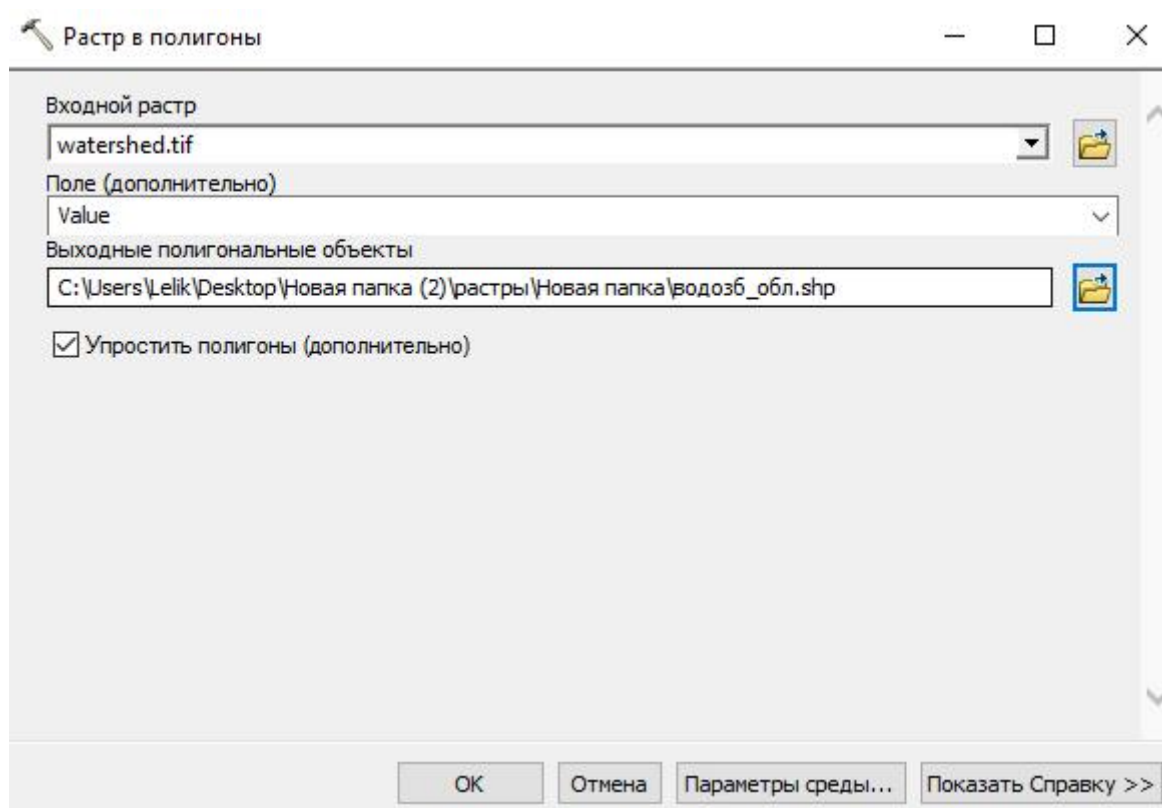 Растр в полигоны
Входной растр
watershed.tif
Поле (дополнительно)
Value
Выходные полигональные объекты
C:\Users\Lelik\Desktop\Новая папка (2)\растры\Новая папка\водозб_обл.shp
Упростить полигоны (дополнительно)
OK Отмена Параметры среды... Показать Справку >>